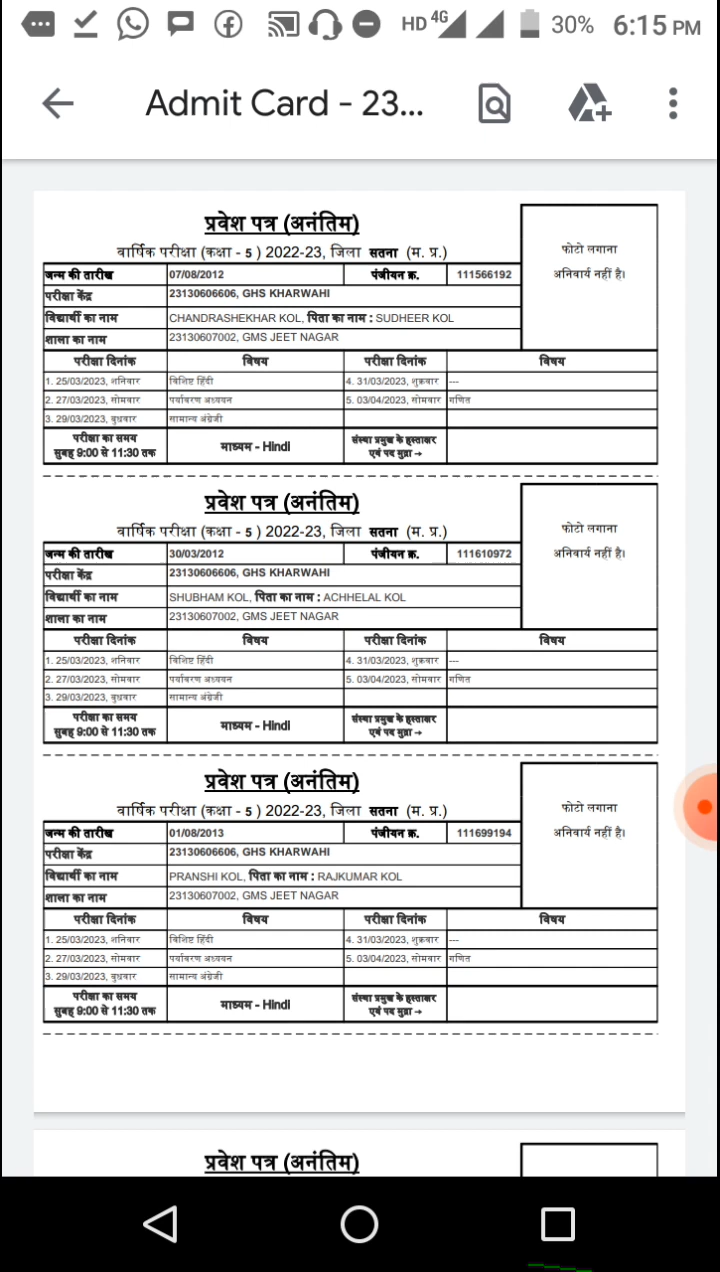 HD 4G 30% 6:15 PM
Admit Card - 23...
प्रवेश पत्र (अनंतिम)
वार्षिक परीक्षा (कक्षा - 5 ) 2022-23, जिला सतना (म. प्र.)
फोटो लगाना
अनिवार्य नहीं है।
जन्म की तारीख 07/08/2012 पंजीयन क्र. 111566192
परीक्षा केंद्र 23130606606, GHS KHARWAHI
विद्यार्थी का नाम CHANDRASHEKHAR KOL, पिता का नाम : SUDHEER KOL
शाला का नाम 23130607002, GMS JEET NAGAR
परीक्षा दिनांक विषय परीक्षा दिनांक विषय
1. 25/03/2023, शनिवार विशिष्ट हिंदी 4. 31/03/2023, शुक्रवार ---
2. 27/03/2023, सोमवार पर्यावरण अध्ययन 5. 03/04/2023, सोमवार गणित
3. 29/03/2023, बुधवार सामान्य अंग्रेजी
परीक्षा का समय
सुबह 9:00 से 11:30 तक
माध्यम - Hindi
संस्था प्रमुख के हस्ताक्षर
एवं पद मुद्रा →
प्रवेश पत्र (अनंतिम)
वार्षिक परीक्षा (कक्षा - 5 ) 2022-23, जिला सतना (म. प्र.)
फोटो लगाना
अनिवार्य नहीं है।
जन्म की तारीख 30/03/2012 पंजीयन क्र. 111610972
परीक्षा केंद्र 23130606606, GHS KHARWAHI
विद्यार्थी का नाम SHUBHAM KOL, पिता का नाम : ACHHELAL KOL
शाला का नाम 23130607002, GMS JEET NAGAR
परीक्षा दिनांक विषय परीक्षा दिनांक विषय
1. 25/03/2023, शनिवार विशिष्ट हिंदी 4. 31/03/2023, शुक्रवार ---
2. 27/03/2023, सोमवार पर्यावरण अध्ययन 5. 03/04/2023, सोमवार गणित
3. 29/03/2023, बुधवार सामान्य अंग्रेजी
परीक्षा का समय
सुबह 9:00 से 11:30 तक
माध्यम - Hindi
संस्था प्रमुख के हस्ताक्षर
एवं पद मुद्रा →
प्रवेश पत्र (अनंतिम)
वार्षिक परीक्षा (कक्षा - 5 ) 2022-23, जिला सतना (म. प्र.)
फोटो लगाना
अनिवार्य नहीं है।
जन्म की तारीख 01/08/2013 पंजीयन क्र. 111699194
परीक्षा केंद्र 23130606606, GHS KHARWAHI
विद्यार्थी का नाम PRANSHI KOL, पिता का नाम : RAJKUMAR KOL
शाला का नाम 23130607002, GMS JEET NAGAR
परीक्षा दिनांक विषय परीक्षा दिनांक विषय
1. 25/03/2023, शनिवार विशिष्ट हिंदी 4. 31/03/2023, शुक्रवार ---
2. 27/03/2023, सोमवार पर्यावरण अध्ययन 5. 03/04/2023, सोमवार गणित
3. 29/03/2023, बुधवार सामान्य अंग्रेजी
परीक्षा का समय
सुबह 9:00 से 11:30 तक
माध्यम - Hindi
संस्था प्रमुख के हस्ताक्षर
एवं पद मुद्रा →
प्रवेश पत्र (अनंतिम)